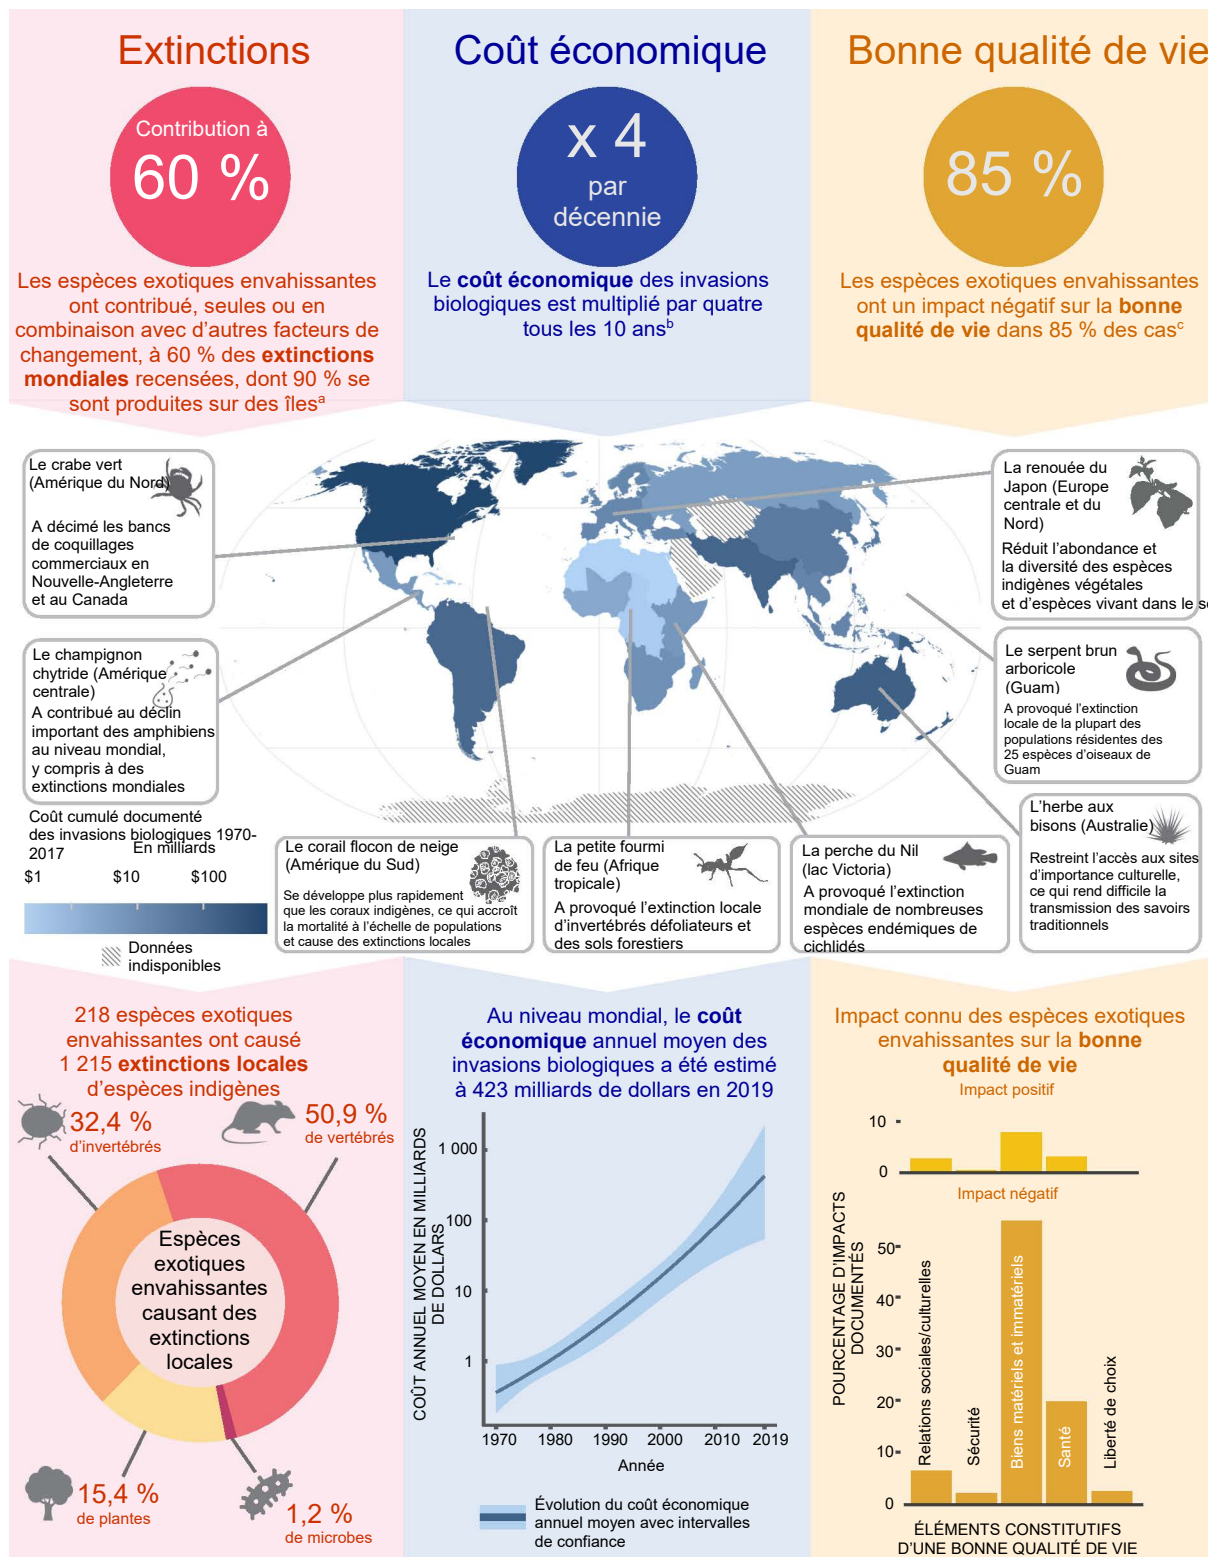 Extinctions
Contribution à
60 %
Les espèces exotiques envahissantes
ont contribué, seules ou en
combinaison avec d'autres facteurs de
changement, à 60 % des extinctions
mondiales recensées, dont 90 % se
sont produites sur des îlesᵃ
Coût économique
x 4
par
décennie
Le coût économique des invasions
biologiques est multiplié par quatre
tous les 10 ansᵇ
Bonne qualité de vie
85 %
Les espèces exotiques envahissantes
ont un impact négatif sur la bonne
qualité de vie dans 85 % des casᶜ
Le crabe vert
(Amérique du Nord)
A décimé les bancs
de coquillages
commerciaux en
Nouvelle-Angleterre
et au Canada
Le champignon
chytride (Amérique
centrale)
A contribué au déclin
important des amphibiens
au niveau mondial,
y compris à des
extinctions mondiales
La renouée du
Japon (Europe
centrale et du
Nord)
Réduit l'abondance et
la diversité des espèces
indigènes végétales
et d'espèces vivant dans le s
Le serpent brun
arboricole
(Guam)
A provoqué l'extinction
locale de la plupart des
populations résidentes des
25 espèces d'oiseaux de
Guam
L'herbe aux
bisons (Australie)
Restreint l'accès aux sites
d'importance culturelle,
ce qui rend difficile la
transmission des savoirs
traditionnels
Coût cumulé documenté
des invasions biologiques 1970-
2017
En milliards
$1 $10 $100
Données
indisponibles
Le corail flocon de neige
(Amérique du Sud)
Se développe plus rapidement
que les coraux indigènes, ce qui accroît
la mortalité à l'échelle de populations
et cause des extinctions locales
La petite fourmi
de feu (Afrique
tropicale)
A provoqué l'extinction locale
d'invertébrés défoliateurs et
des sols forestiers
La perche du Nil
(lac Victoria)
A provoqué l'extinction
mondiale de nombreuses
espèces endémiques de
cichlidés
218 espèces exotiques
envahissantes ont causé
1 215 extinctions locales
d'espèces indigènes
32,4 %
d'invertébrés
50,9 %
de vertébrés
Espèces
exotiques
envahissantes
causant des
extinctions
locales
15,4 %
de plantes
1,2 %
de microbes
Au niveau mondial, le coût
économique annuel moyen des
invasions biologiques a été estimé
à 423 milliards de dollars en 2019
COÛT ANNUEL MOYEN EN MILLIARDS
DE DOLLARS
1 000
100
10
1
1970 1980 1990 2000 2010 2019
Année
Évolution du coût économique
annuel moyen avec intervalles
de confiance
Impact connu des espèces exotiques
envahissantes sur la bonne
qualité de vie
Impact positif
10
0
Impact négatif
POURCENTAGE D'IMPACTS
DOCUMENTÉS
50
40
30
20
10
0
Relations sociales/culturelles
Sécurité
Biens matériels et immatériels
Santé
Liberté de choix
ÉLÉMENTS CONSTITUTIFS
D'UNE BONNE QUALITÉ DE VIE